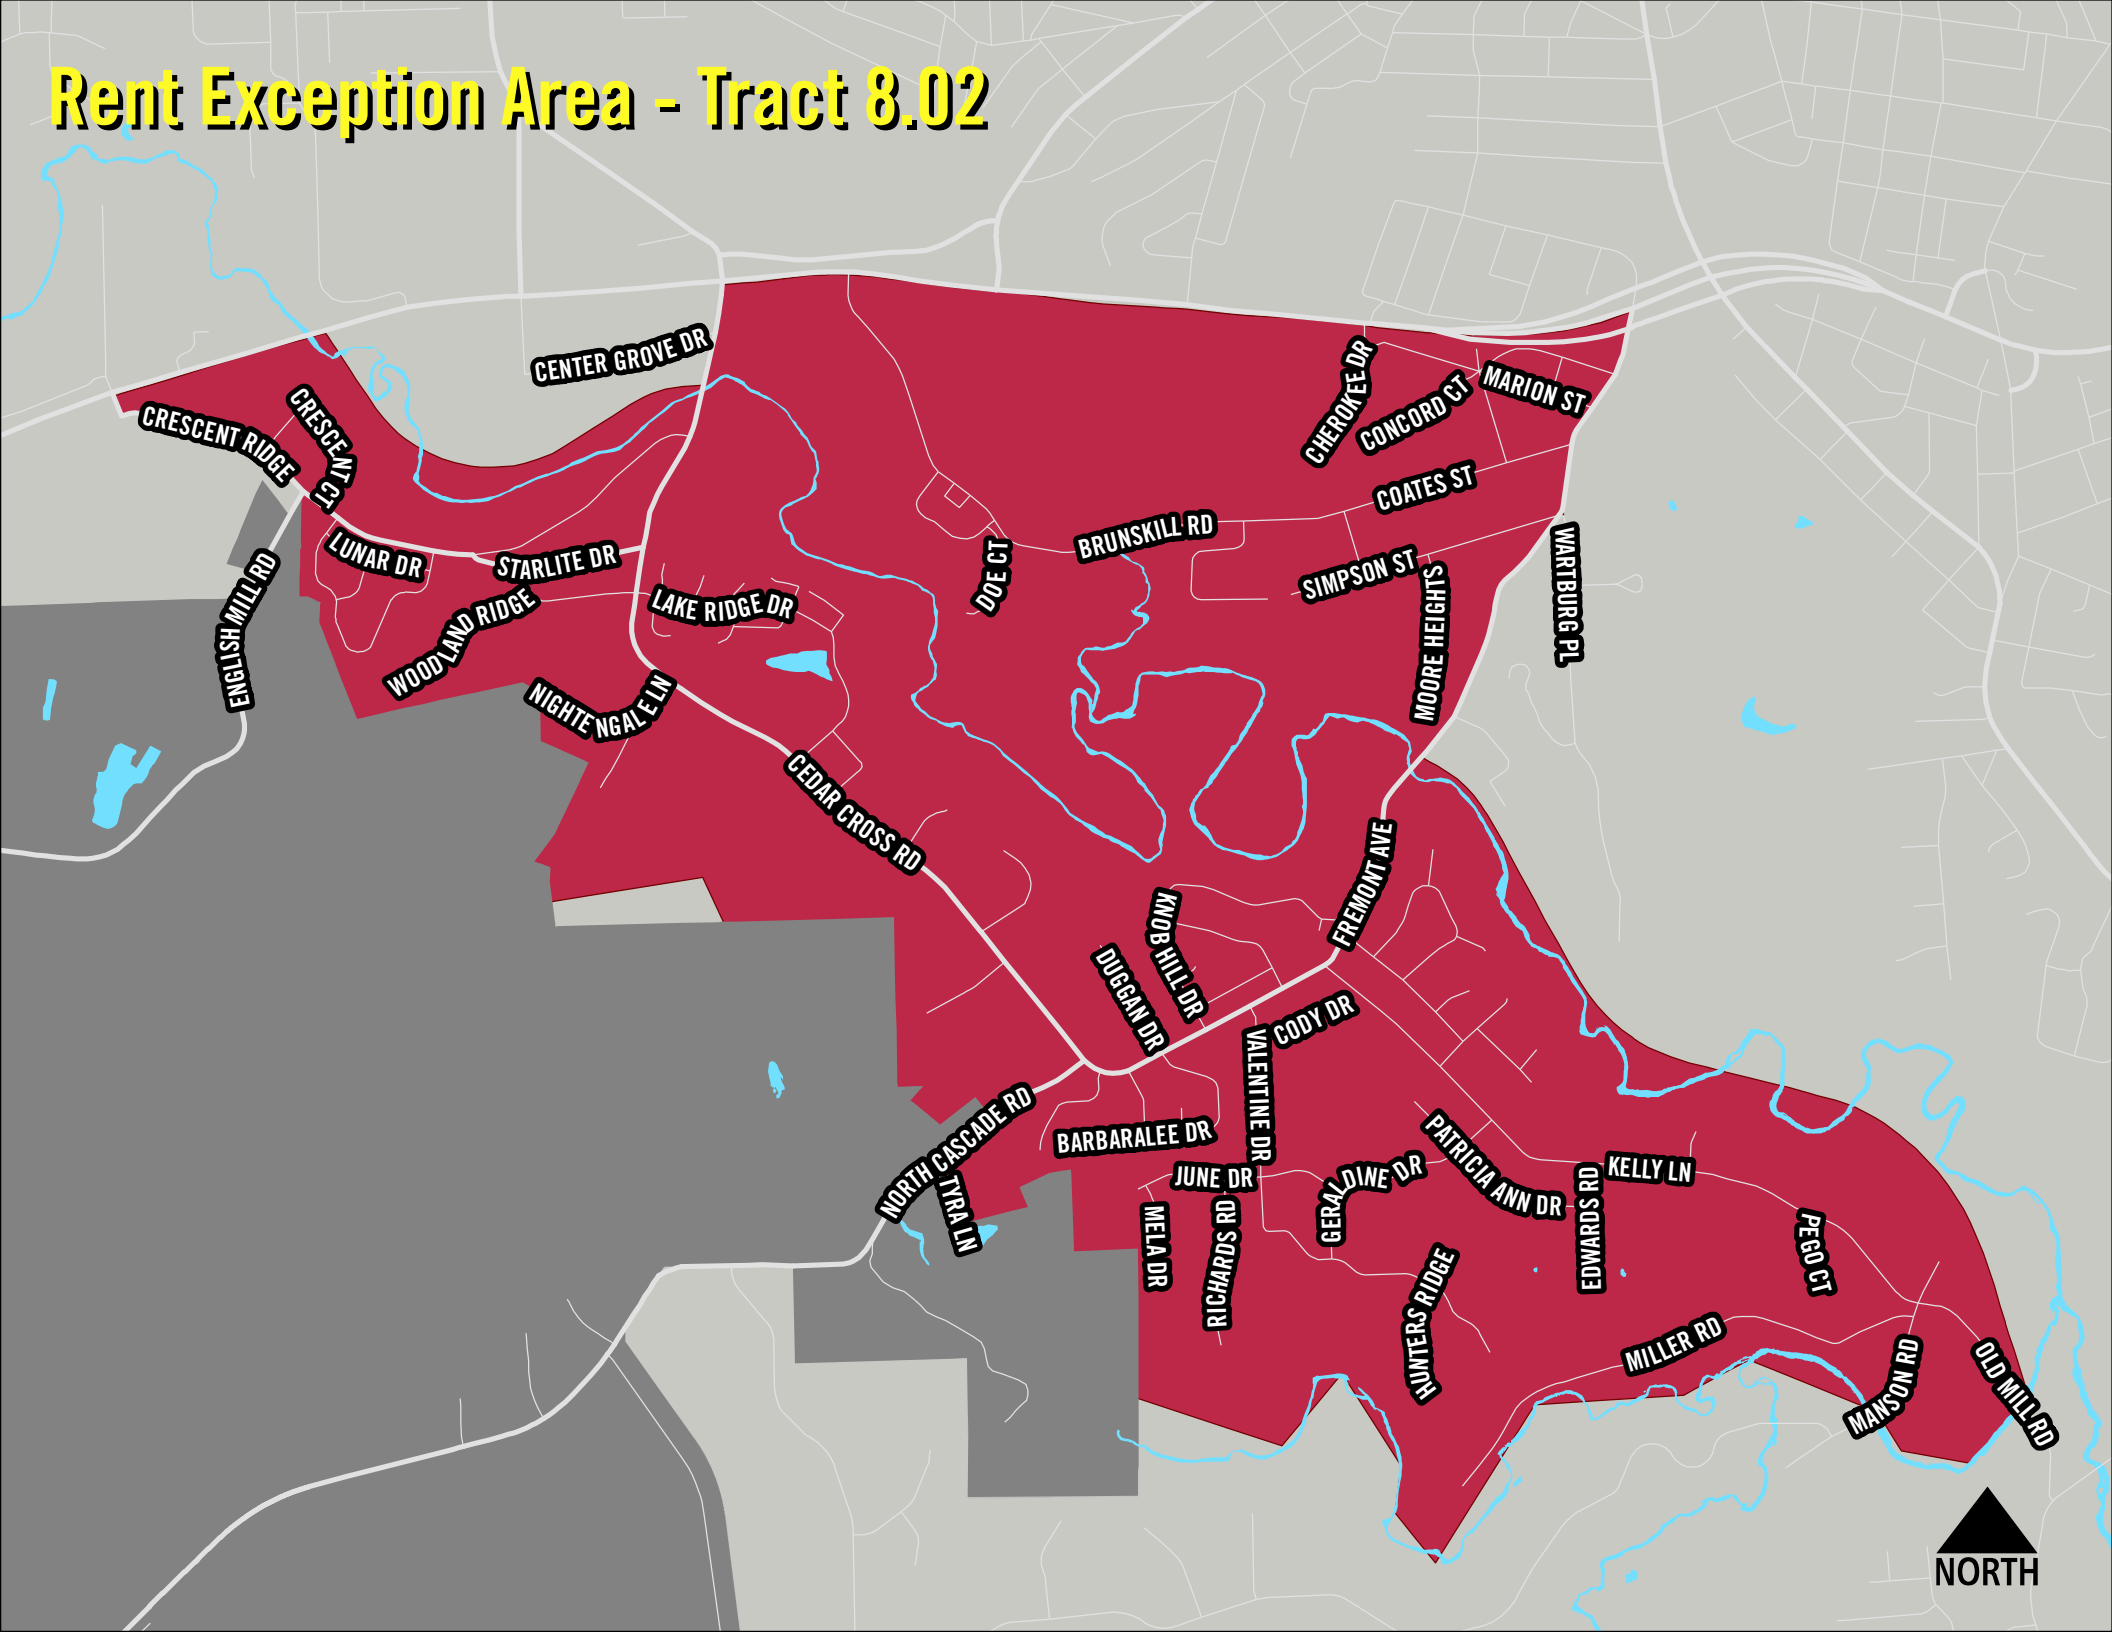 Rent Exception Area - Tract 8.02
CENTER GROVE DR
CHEROKEE DR
CONCORD CT
MARION ST
CRESCENT RIDGE
CRESCENT CT
COATES ST
BRUNSKILL RD
LUNAR DR
STARLITE DR
DOE CT
SIMPSON ST
WARTBURG PL
ENGLISH MILL RD
WOODLAND RIDGE
LAKE RIDGE DR
MOORE HEIGHTS
NIGHTENGALE LN
CEDAR CROSS RD
FREMONT AVE
KNOB HILL DR
DUGGAN DR
CODY DR
VALENTINE DR
NORTH CASCADE RD
BARBARALEE DR
PATRICIA ANN DR
JUNE DR
GERALDINE DR
KELLY LN
TYRA LN
MELA DR
RICHARDS RD
EDWARDS RD
PEGO CT
HUNTERS RIDGE
MILLER RD
MANSON RD
OLD MILL RD
NORTH